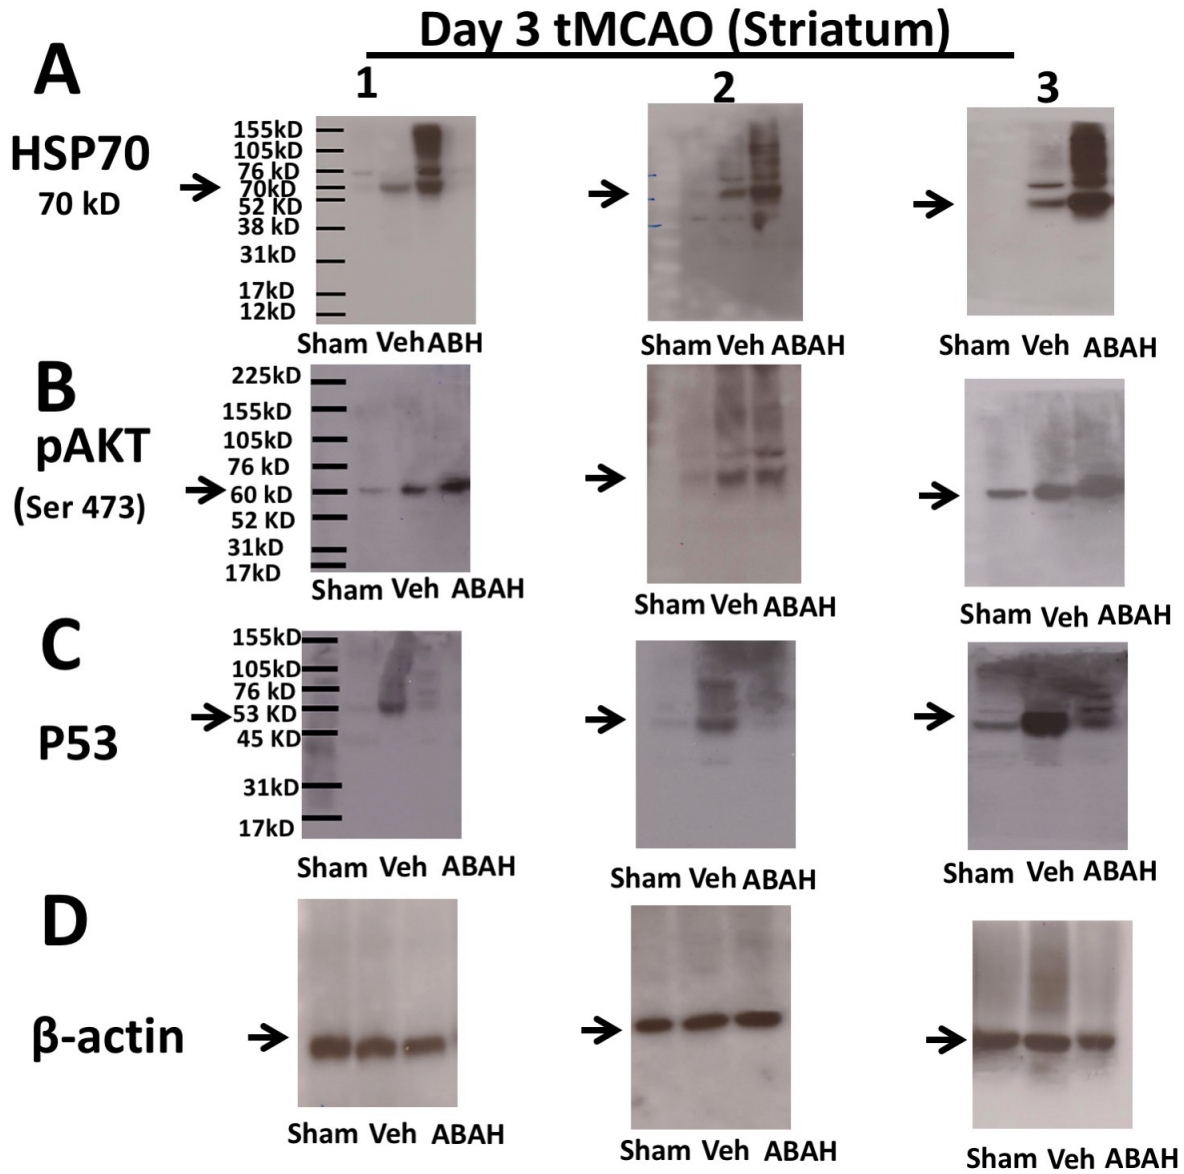 Day 3 tMCAO (Striatum)
1 2 3
A
HSP70
70 kD
155kD
105kD
76 kD
70kD
52 KD
38 kD
31kD
17kD
12kD
Sham Veh ABH
Sham Veh ABAH
Sham Veh ABAH
B
pAKT
(Ser 473)
225kD
155kD
105kD
76 kD
60 kD
52 KD
31kD
17kD
Sham Veh ABAH
Sham Veh ABAH
Sham Veh ABAH
C
P53
155kD
105kD
76 kD
53 KD
45 KD
31kD
17kD
Sham Veh ABAH
Sham Veh ABAH
Sham Veh ABAH
D
β-actin
Sham Veh ABAH
Sham Veh ABAH
Sham Veh ABAH